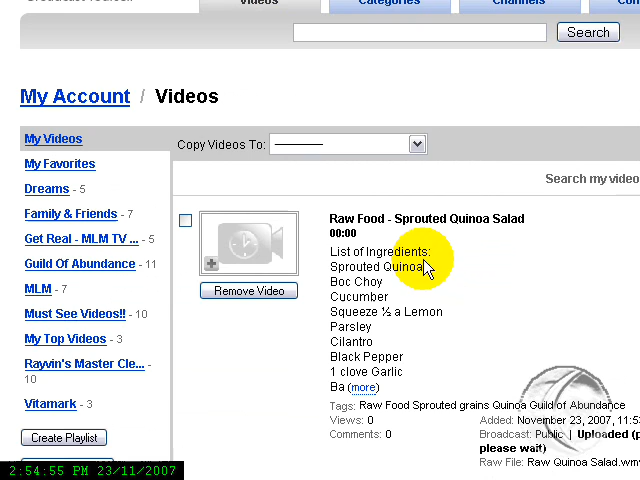 Videos
Categories
Channels
Search
My Account / Videos
My Videos
My Favorites
Dreams - 5
Family & Friends - 7
Get Real - MLM TV ... - 5
Guild Of Abundance - 11
MLM - 7
Must See Videos!! - 10
My Top Videos - 3
Rayvin's Master Cle... -
10
Vitamark - 3
Create Playlist
Copy Videos To:
Search my video
Remove Video
Raw Food - Sprouted Quinoa Salad
00:00
List of Ingredients:
Sprouted Quinoa
Boc Choy
Cucumber
Squeeze ½ a Lemon
Parsley
Cilantro
Black Pepper
1 clove Garlic
Ba (more)
Tags: Raw Food Sprouted grains Quinoa Guild of Abundance
Views: 0
Comments: 0
Added: November 23, 2007, 11:53
Broadcast: Public | Uploaded (p
please wait)
Raw File: Raw Quinoa Salad.wmv
2:54:55 PM 23/11/2007